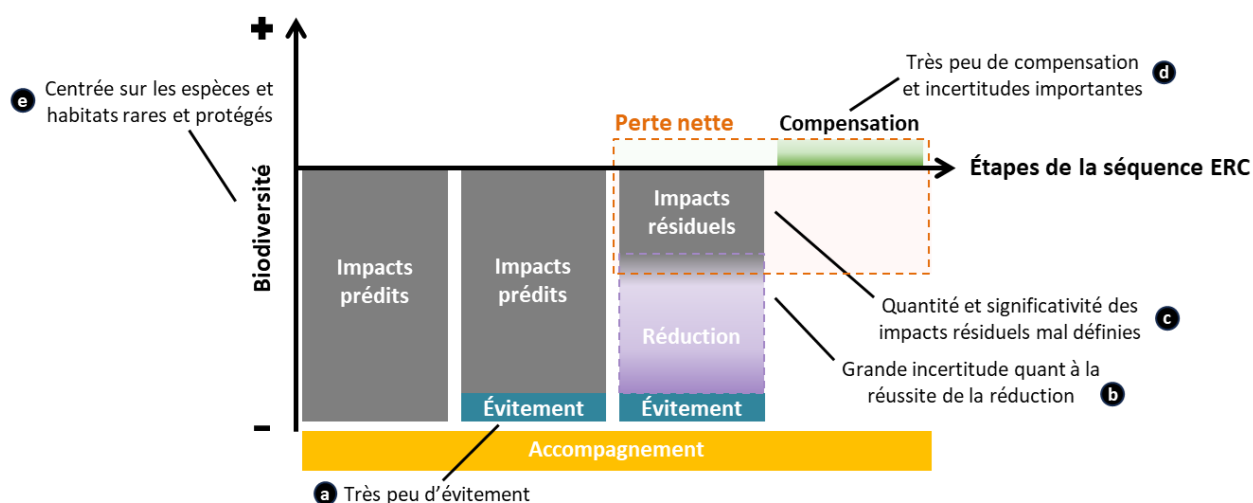 +
e Centrée sur les espèces et
habitats rares et protégés
Très peu de compensation
et incertitudes importantes d
Perte nette
Compensation
Étapes de la séquence ERC
Biodiversité
Impacts
prédits
Impacts
prédits
Impacts
résiduels
Réduction
Quantité et significativité des
impacts résiduels mal définies c
Grande incertitude quant à la
réussite de la réduction b
Évitement
Évitement
-
Accompagnement
a Très peu d'évitement